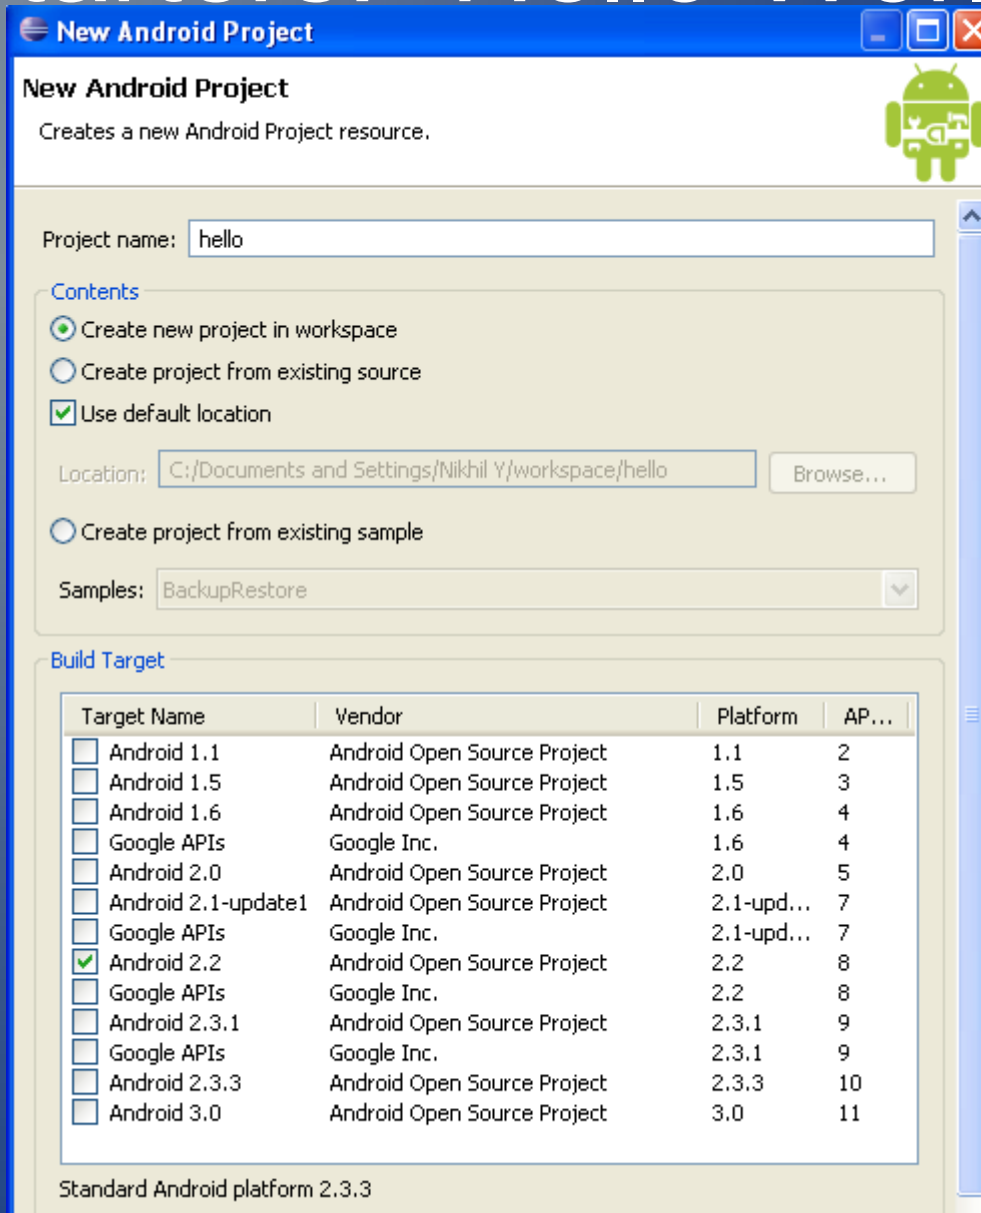 New Android Project
New Android Project
Creates a new Android Project resource.
Project name: hello
Contents
Create new project in workspace
Create project from existing source
Use default location
Location: C:/Documents and Settings/Nikhil Y/workspace/hello Browse...
Create project from existing sample
Samples: BackupRestore
Build Target
Target Name Vendor Platform AP...
Android 1.1 Android Open Source Project 1.1 2
Android 1.5 Android Open Source Project 1.5 3
Android 1.6 Android Open Source Project 1.6 4
Google APIs Google Inc. 1.6 4
Android 2.0 Android Open Source Project 2.0 5
Android 2.1-update1 Android Open Source Project 2.1-upd... 7
Google APIs Google Inc. 2.1-upd... 7
Android 2.2 Android Open Source Project 2.2 8
Google APIs Google Inc. 2.2 8
Android 2.3.1 Android Open Source Project 2.3.1 9
Google APIs Google Inc. 2.3.1 9
Android 2.3.3 Android Open Source Project 2.3.3 10
Android 3.0 Android Open Source Project 3.0 11
Standard Android platform 2.3.3